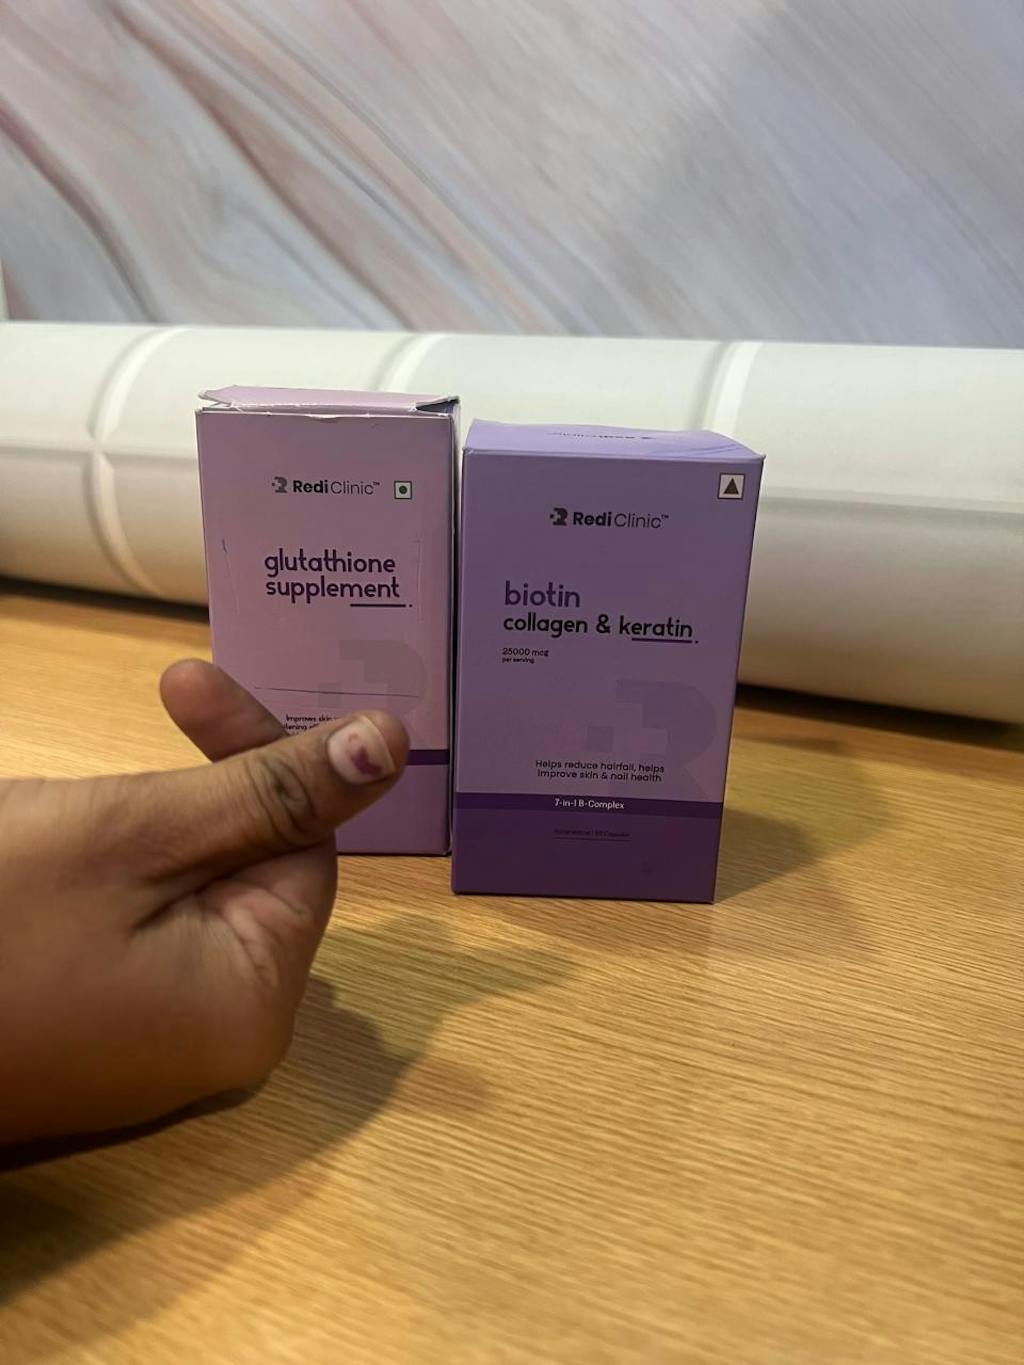 RediClinic™
glutathione
supplement
Improves skin
RediClinic™
biotin
collagen & keratin
25000 mcg
per serving
Helps reduce hairfall, helps
improve skin & nail health
7-in-1 B-Complex